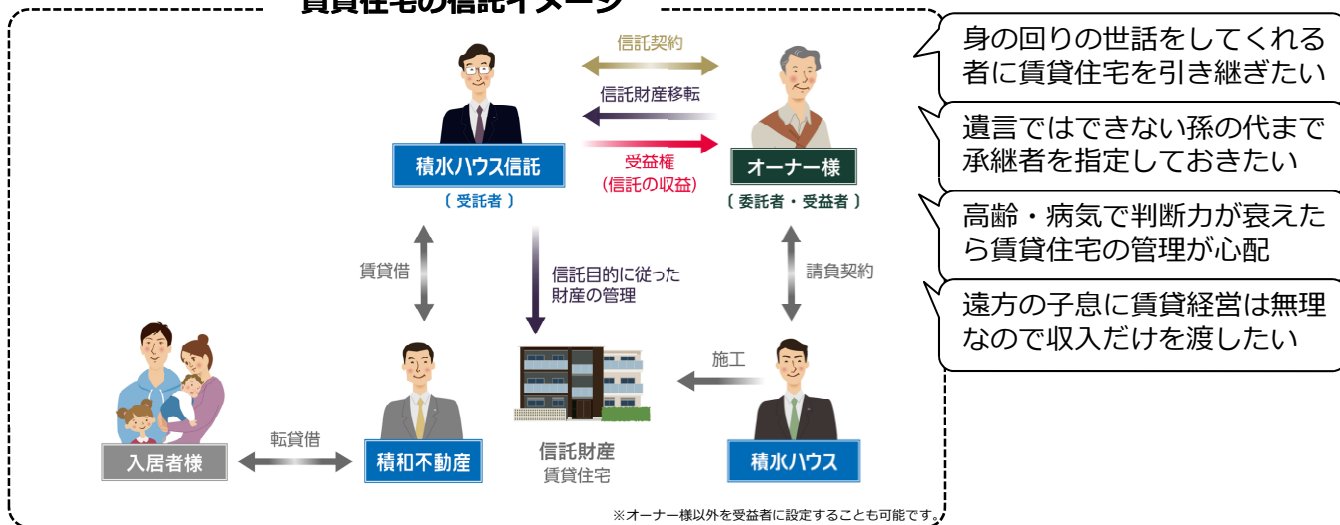 賃貸住宅の信託イメージ
信託契約
信託財産移転
受益権
(信託の収益)
積水ハウス信託
( 受託者 )
オーナー様
( 委託者・受益者 )
賃貸借
信託目的に従った
財産の管理
請負契約
施工
入居者様
転貸借
積和不動産
信託財産
賃貸住宅
積水ハウス
※オーナー様以外を受益者に設定することも可能です。
身の回りの世話をしてくれる
者に賃貸住宅を引き継ぎたい
遺言ではできない孫の代まで
承継者を指定しておきたい
高齢・病気で判断力が衰えた
ら賃貸住宅の管理が心配
遠方の子息に賃貸経営は無理
なので収入だけを渡したい